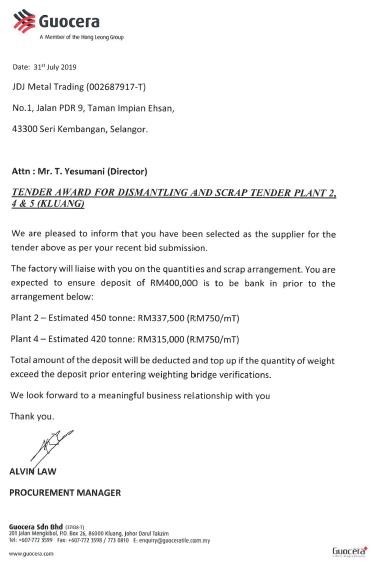 Guocera
A Member of the Hong Leong Group
Date: 31st July 2019
JDJ Metal Trading (002687917-T)
No.1, Jalan PDR 9, Taman Impian Ehsan,
43300 Seri Kembangan, Selangor.
Attn : Mr. T. Yesumani (Director)
TENDER AWARD FOR DISMANTLING AND SCRAP TENDER PLANT 2,
4 & 5 (KLUANG)
We are pleased to inform that you have been selected as the supplier for the
tender above as per your recent bid submission.
The factory will liaise with you on the quantities and scrap arrangement. You are
expected to ensure deposit of RM400,000 is to be bank in prior to the
arrangement below:
Plant 2 – Estimated 450 tonne: RM337,500 (RM750/mT)
Plant 4 – Estimated 420 tonne: RM315,000 (RM750/mT)
Total amount of the deposit will be deducted and top up if the quantity of weight
exceed the deposit prior entering weighting bridge verifications.
We look forward to a meaningful business relationship with you
Thank you.
ALVIN LAW
PROCUREMENT MANAGER
Guocera Sdn Bhd
201 Jalan Mengkibol, P.O. Box 26, 86000 Kluang, Johor Darul Takzim
Tel: +607-772 3599 Fax: +607-772 3598 / 773 0810 E: enquiry@guoceratile.com.my
www.guocera.com
Guocera